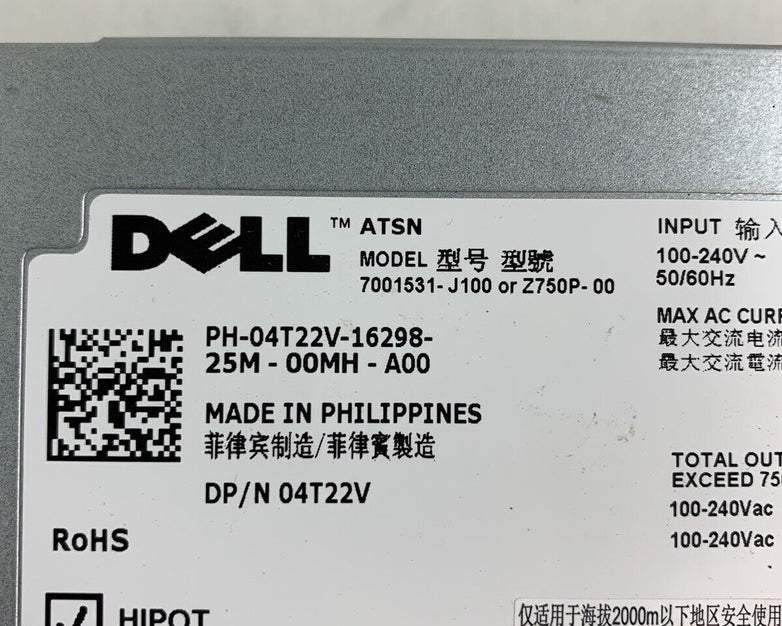 DELL™ ATSN
MODEL 型号 型號
7001531- J100 or Z750P- 00
INPUT 输入
100-240V ~
50/60Hz
MAX AC CURR
最大交流电流
最大交流電流
PH-04T22V-16298-
25M - 00MH - A00
MADE IN PHILIPPINES
菲律宾制造/菲律賓製造
DP/N 04T22V
TOTAL OUT
EXCEED 750
100-240Vac
100-240Vac
RoHS
HIPOT
仅适用于海拔2000m以下地区安全使用